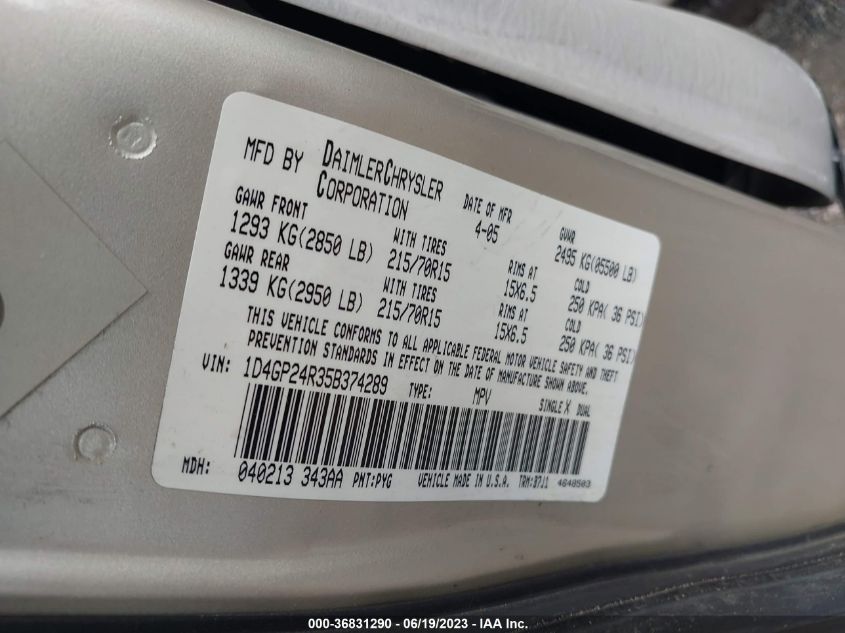 MFD BY DAIMLERCHRYSLER CORPORATION
DATE OF MFR 4-05
GVWR 2495 KG(05500 LB)
GAWR FRONT WITH TIRES RIMS AT COLD
1293 KG(2850 LB) 215/70R15 15X6.5 250 KPA( 36 PSI)
GAWR REAR WITH TIRES RIMS AT COLD
1339 KG(2950 LB) 215/70R15 15X6.5 250 KPA( 36 PSI)
THIS VEHICLE CONFORMS TO ALL APPLICABLE FEDERAL MOTOR VEHICLE SAFETY AND THEFT
PREVENTION STANDARDS IN EFFECT ON THE DATE OF MANUFACTURE SHOWN ABOVE.
VIN: 1D4GP24R35B374289 TYPE: MPV SINGLE X DUAL
MDH: 040213 343AA PNT:PYG VEHICLE MADE IN U.S.A. TRM:B7J1 4648503
000-36831290 - 06/19/2023 - IAA Inc.